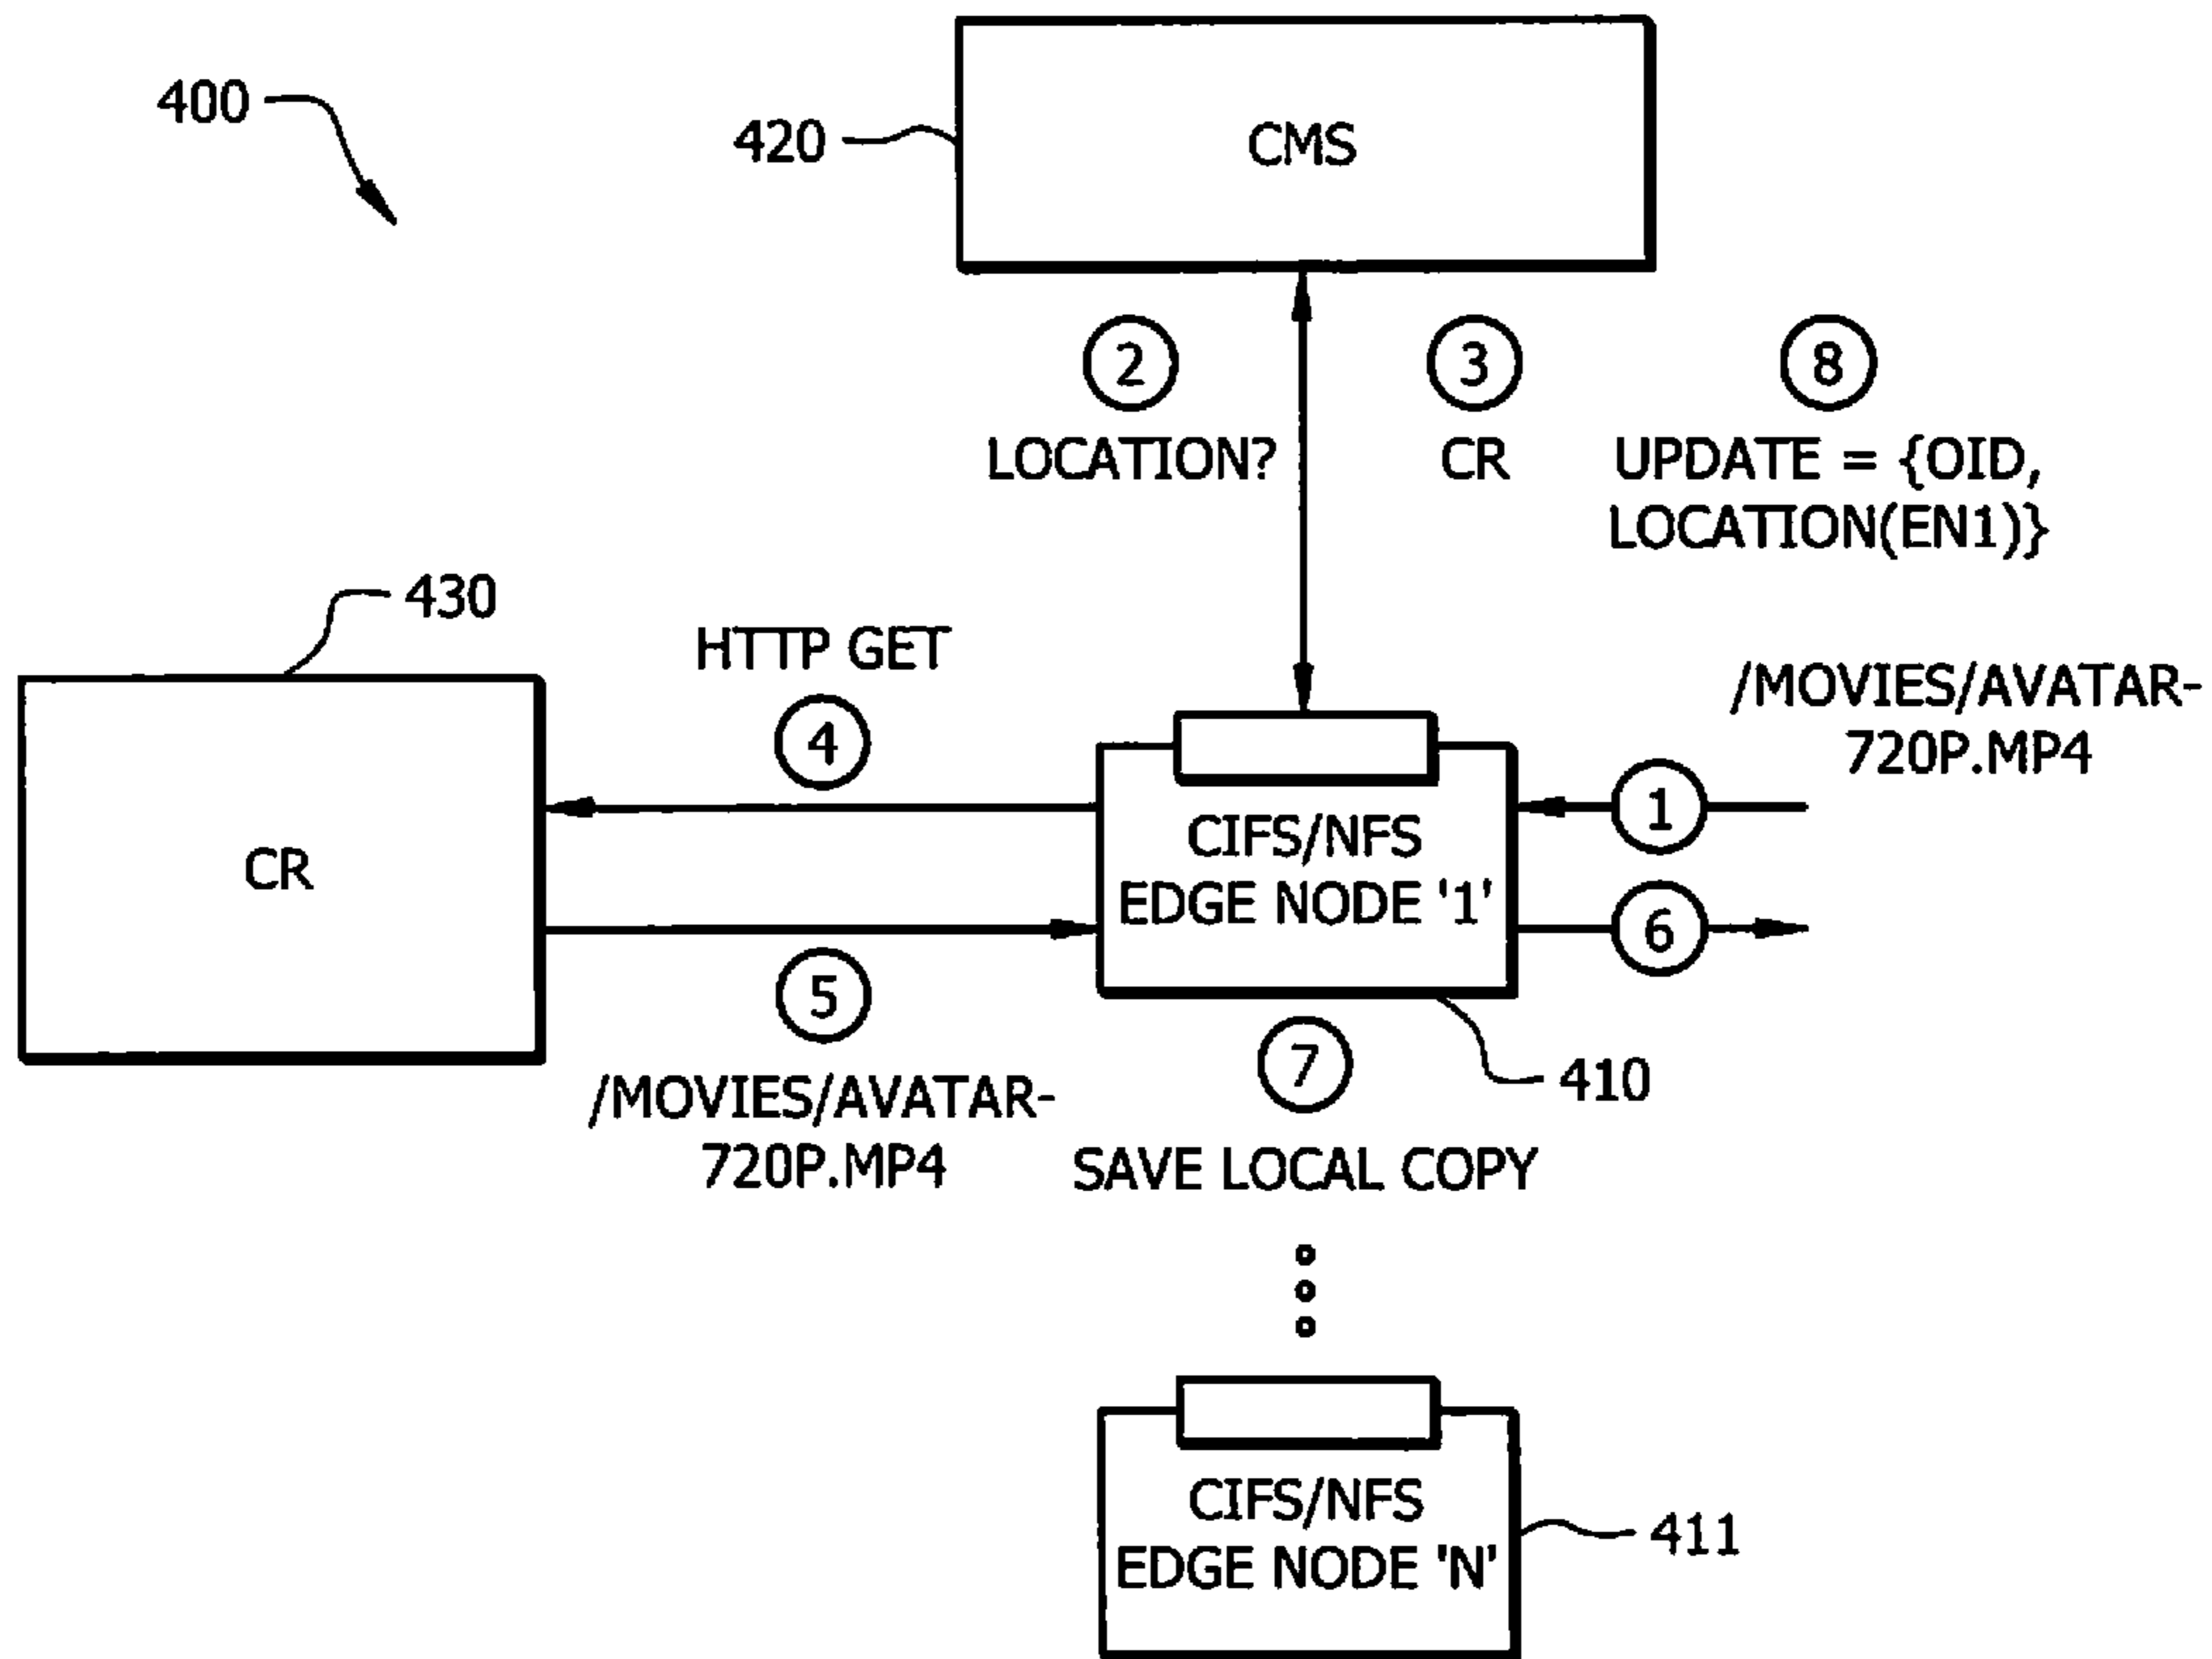 400
420
CMS
2
3
8
LOCATION?
CR
UPDATE = {OID,
LOCATION(EN1)}
430
HTTP GET
/MOVIES/AVATAR-
720P.MP4
4
1
CR
CIFS/NFS
EDGE NODE '1'
6
5
7
410
/MOVIES/AVATAR-
720P.MP4
SAVE LOCAL COPY
CIFS/NFS
EDGE NODE 'N'
411